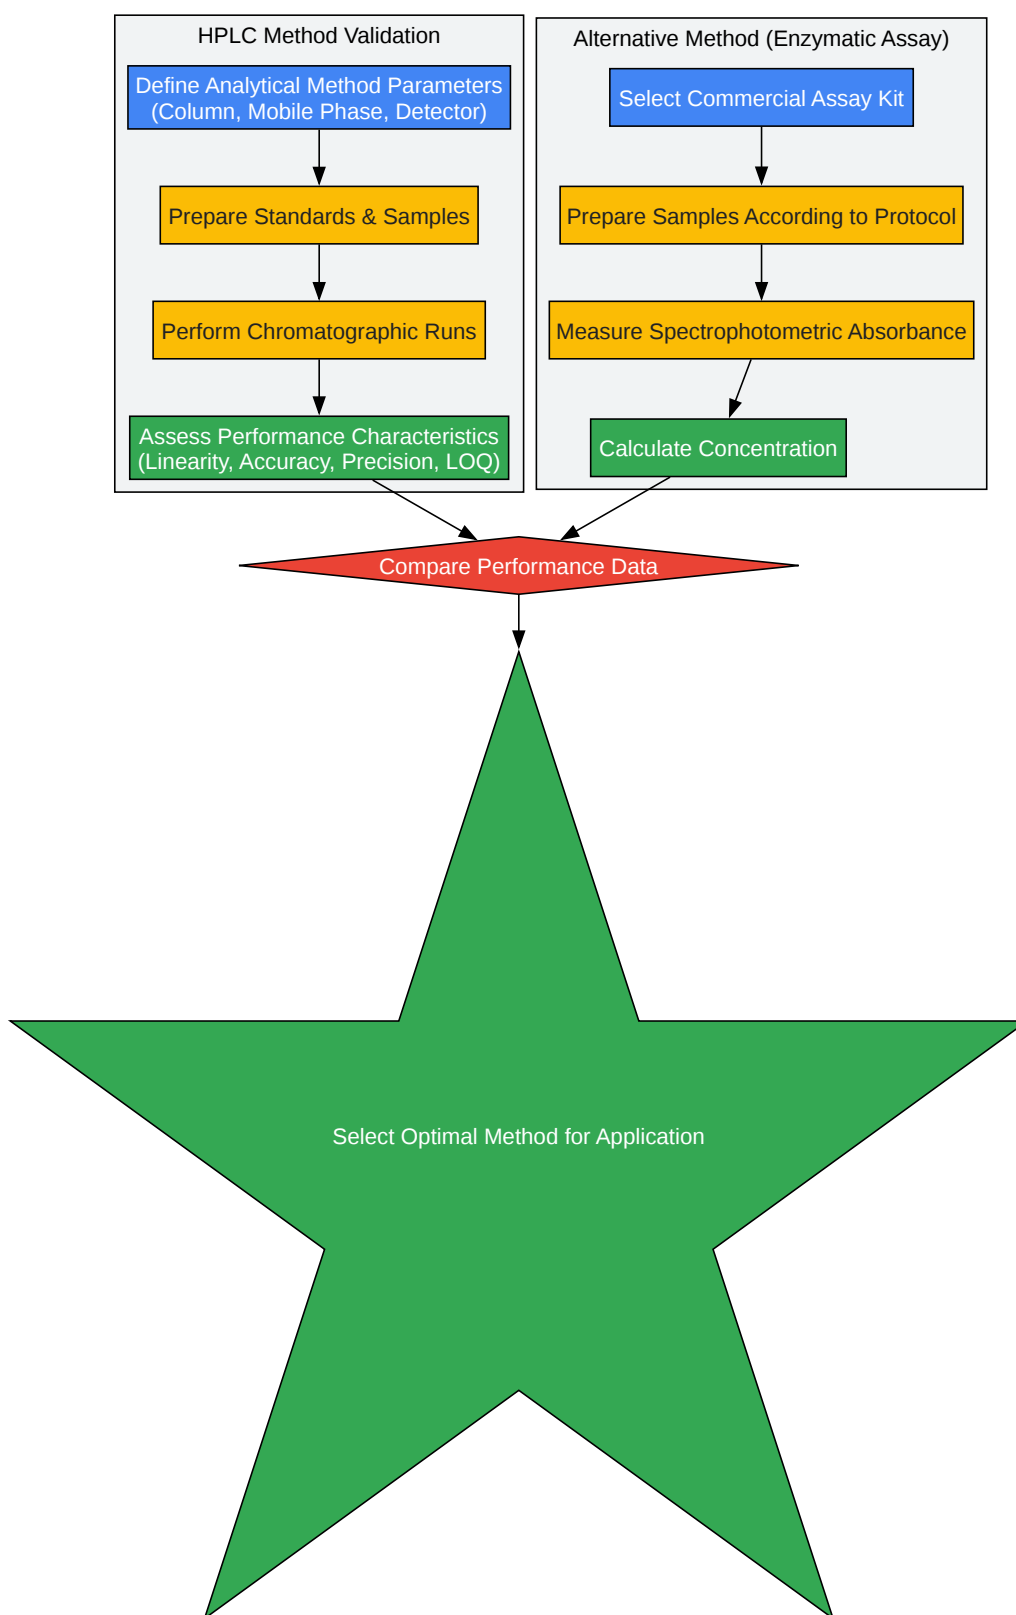 HPLC Method Validation
Define Analytical Method Parameters
(Column, Mobile Phase, Detector)
Prepare Standards & Samples
Perform Chromatographic Runs
Assess Performance Characteristics
(Linearity, Accuracy, Precision, LOQ)
Alternative Method (Enzymatic Assay)
Select Commercial Assay Kit
Prepare Samples According to Protocol
Measure Spectrophotometric Absorbance
Calculate Concentration
Compare Performance Data
Select Optimal Method for Application